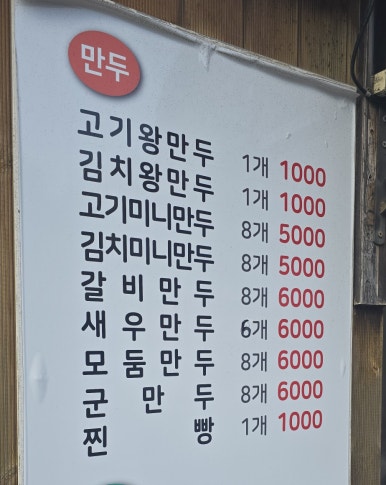 만두
고기왕만두 1개 1000
김치왕만두 1개 1000
고기미니만두 8개 5000
김치미니만두 8개 5000
갈비만두 8개 6000
새우만두 6개 6000
모둠만두 8개 6000
군만두 8개 6000
찐빵 1개 1000